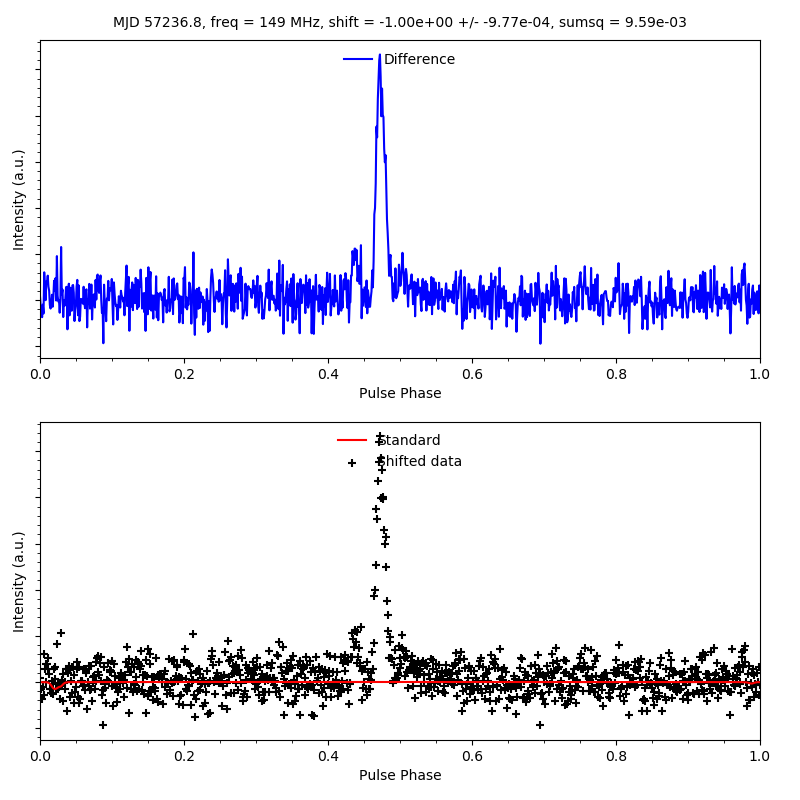 MJD 57236.8, freq = 149 MHz, shift = -1.00e+00 +/- -9.77e-04, sumsq = 9.59e-03
Difference
Intensity (a.u.)
0.0 0.2 0.4 0.6 0.8 1.0
Pulse Phase
Standard
Shifted data
Intensity (a.u.)
0.0 0.2 0.4 0.6 0.8 1.0
Pulse Phase